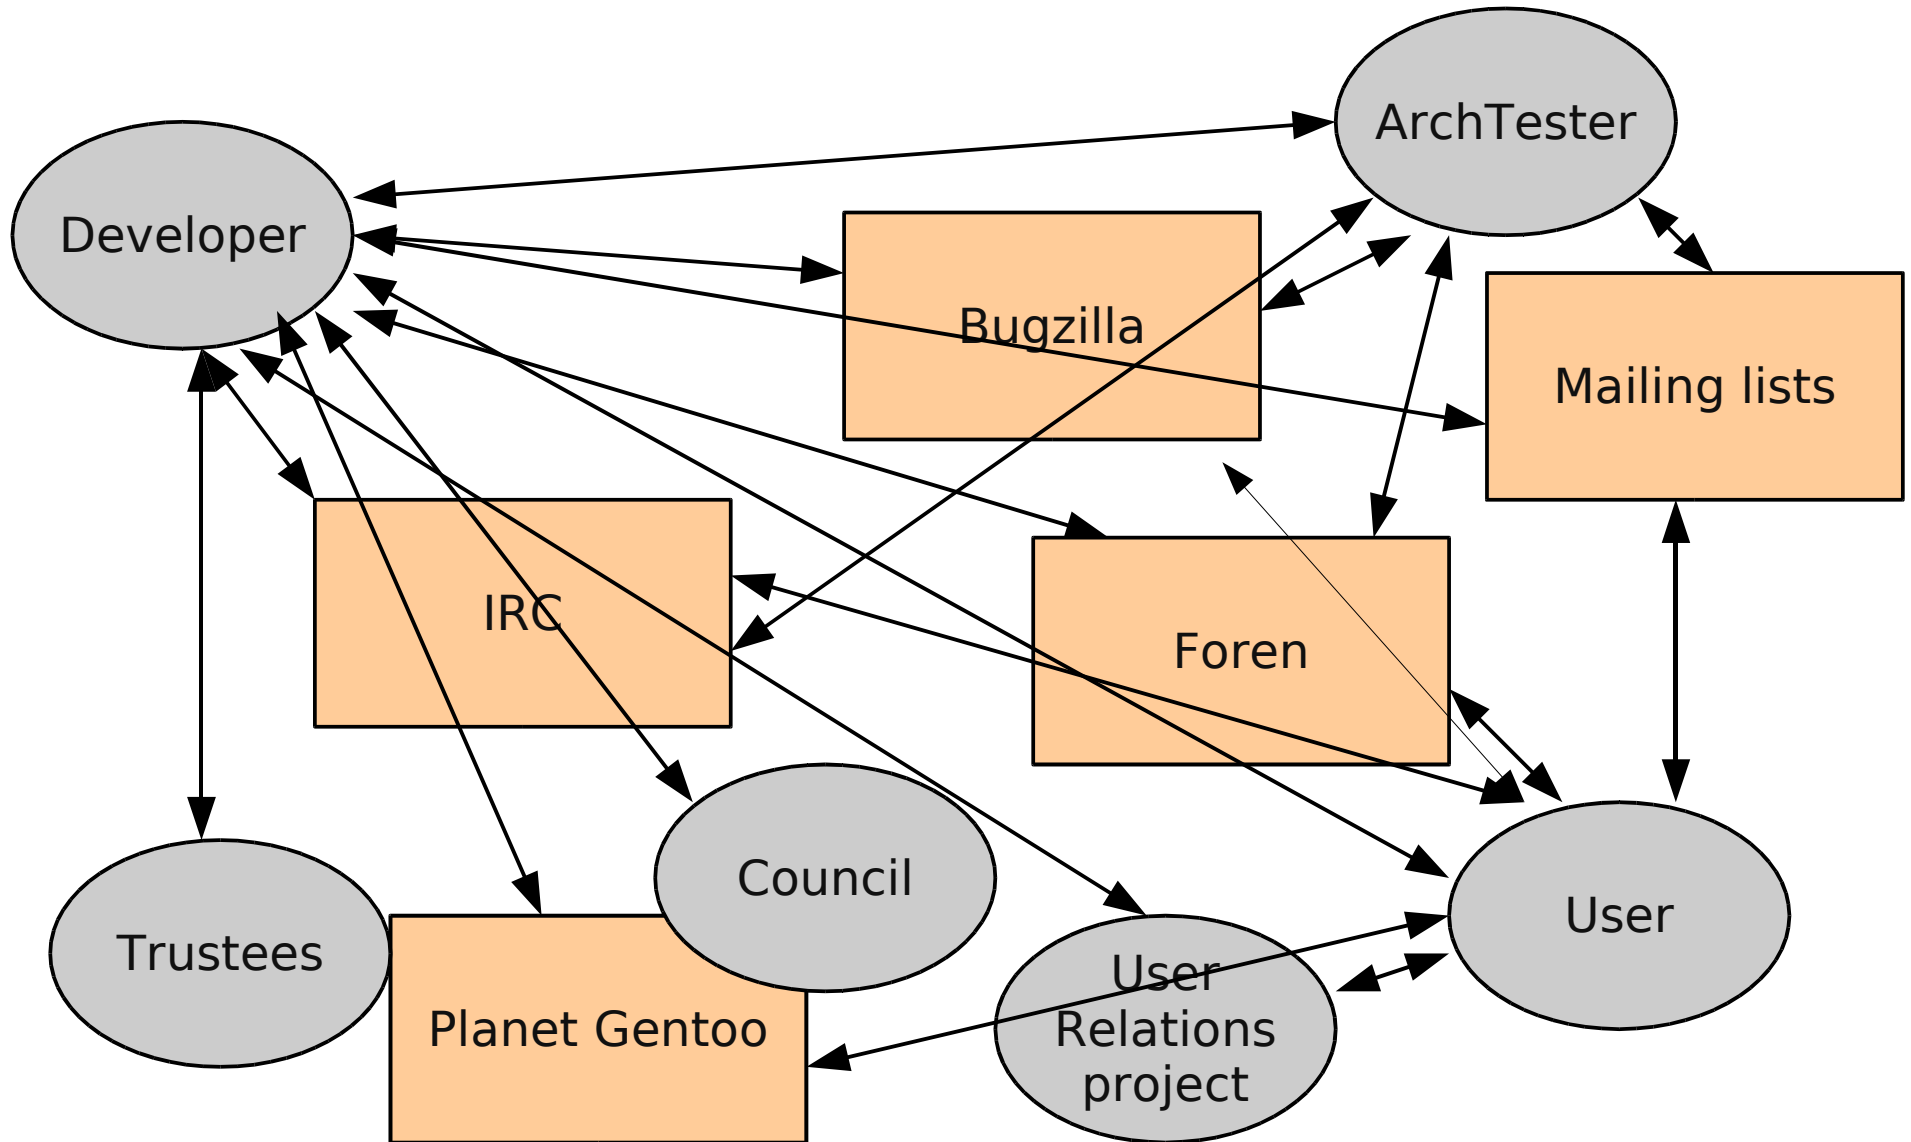 ArchTester
Developer
Bugzilla
Mailing lists
IRC
Foren
Council
User
Trustees
User
Relations
project
Planet Gentoo